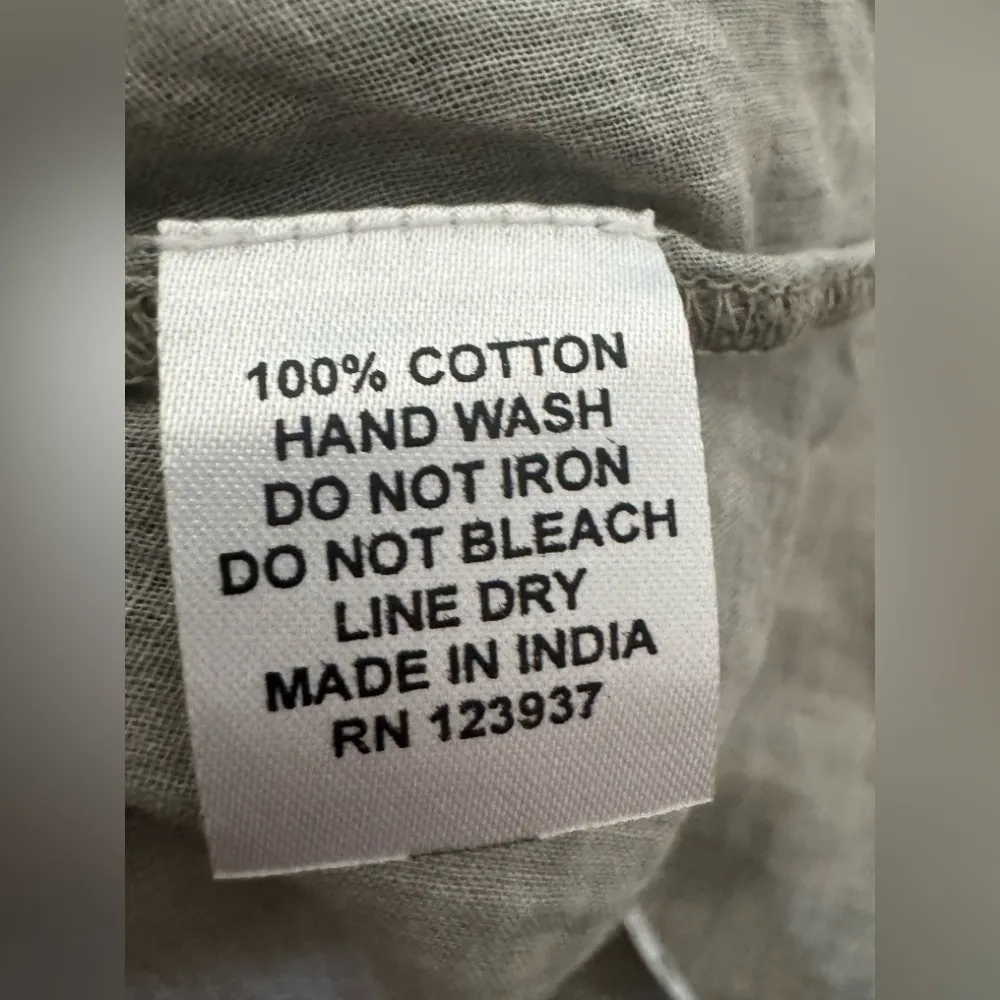 100% COTTON
HAND WASH
DO NOT IRON
DO NOT BLEACH
LINE DRY
MADE IN INDIA
RN 123937